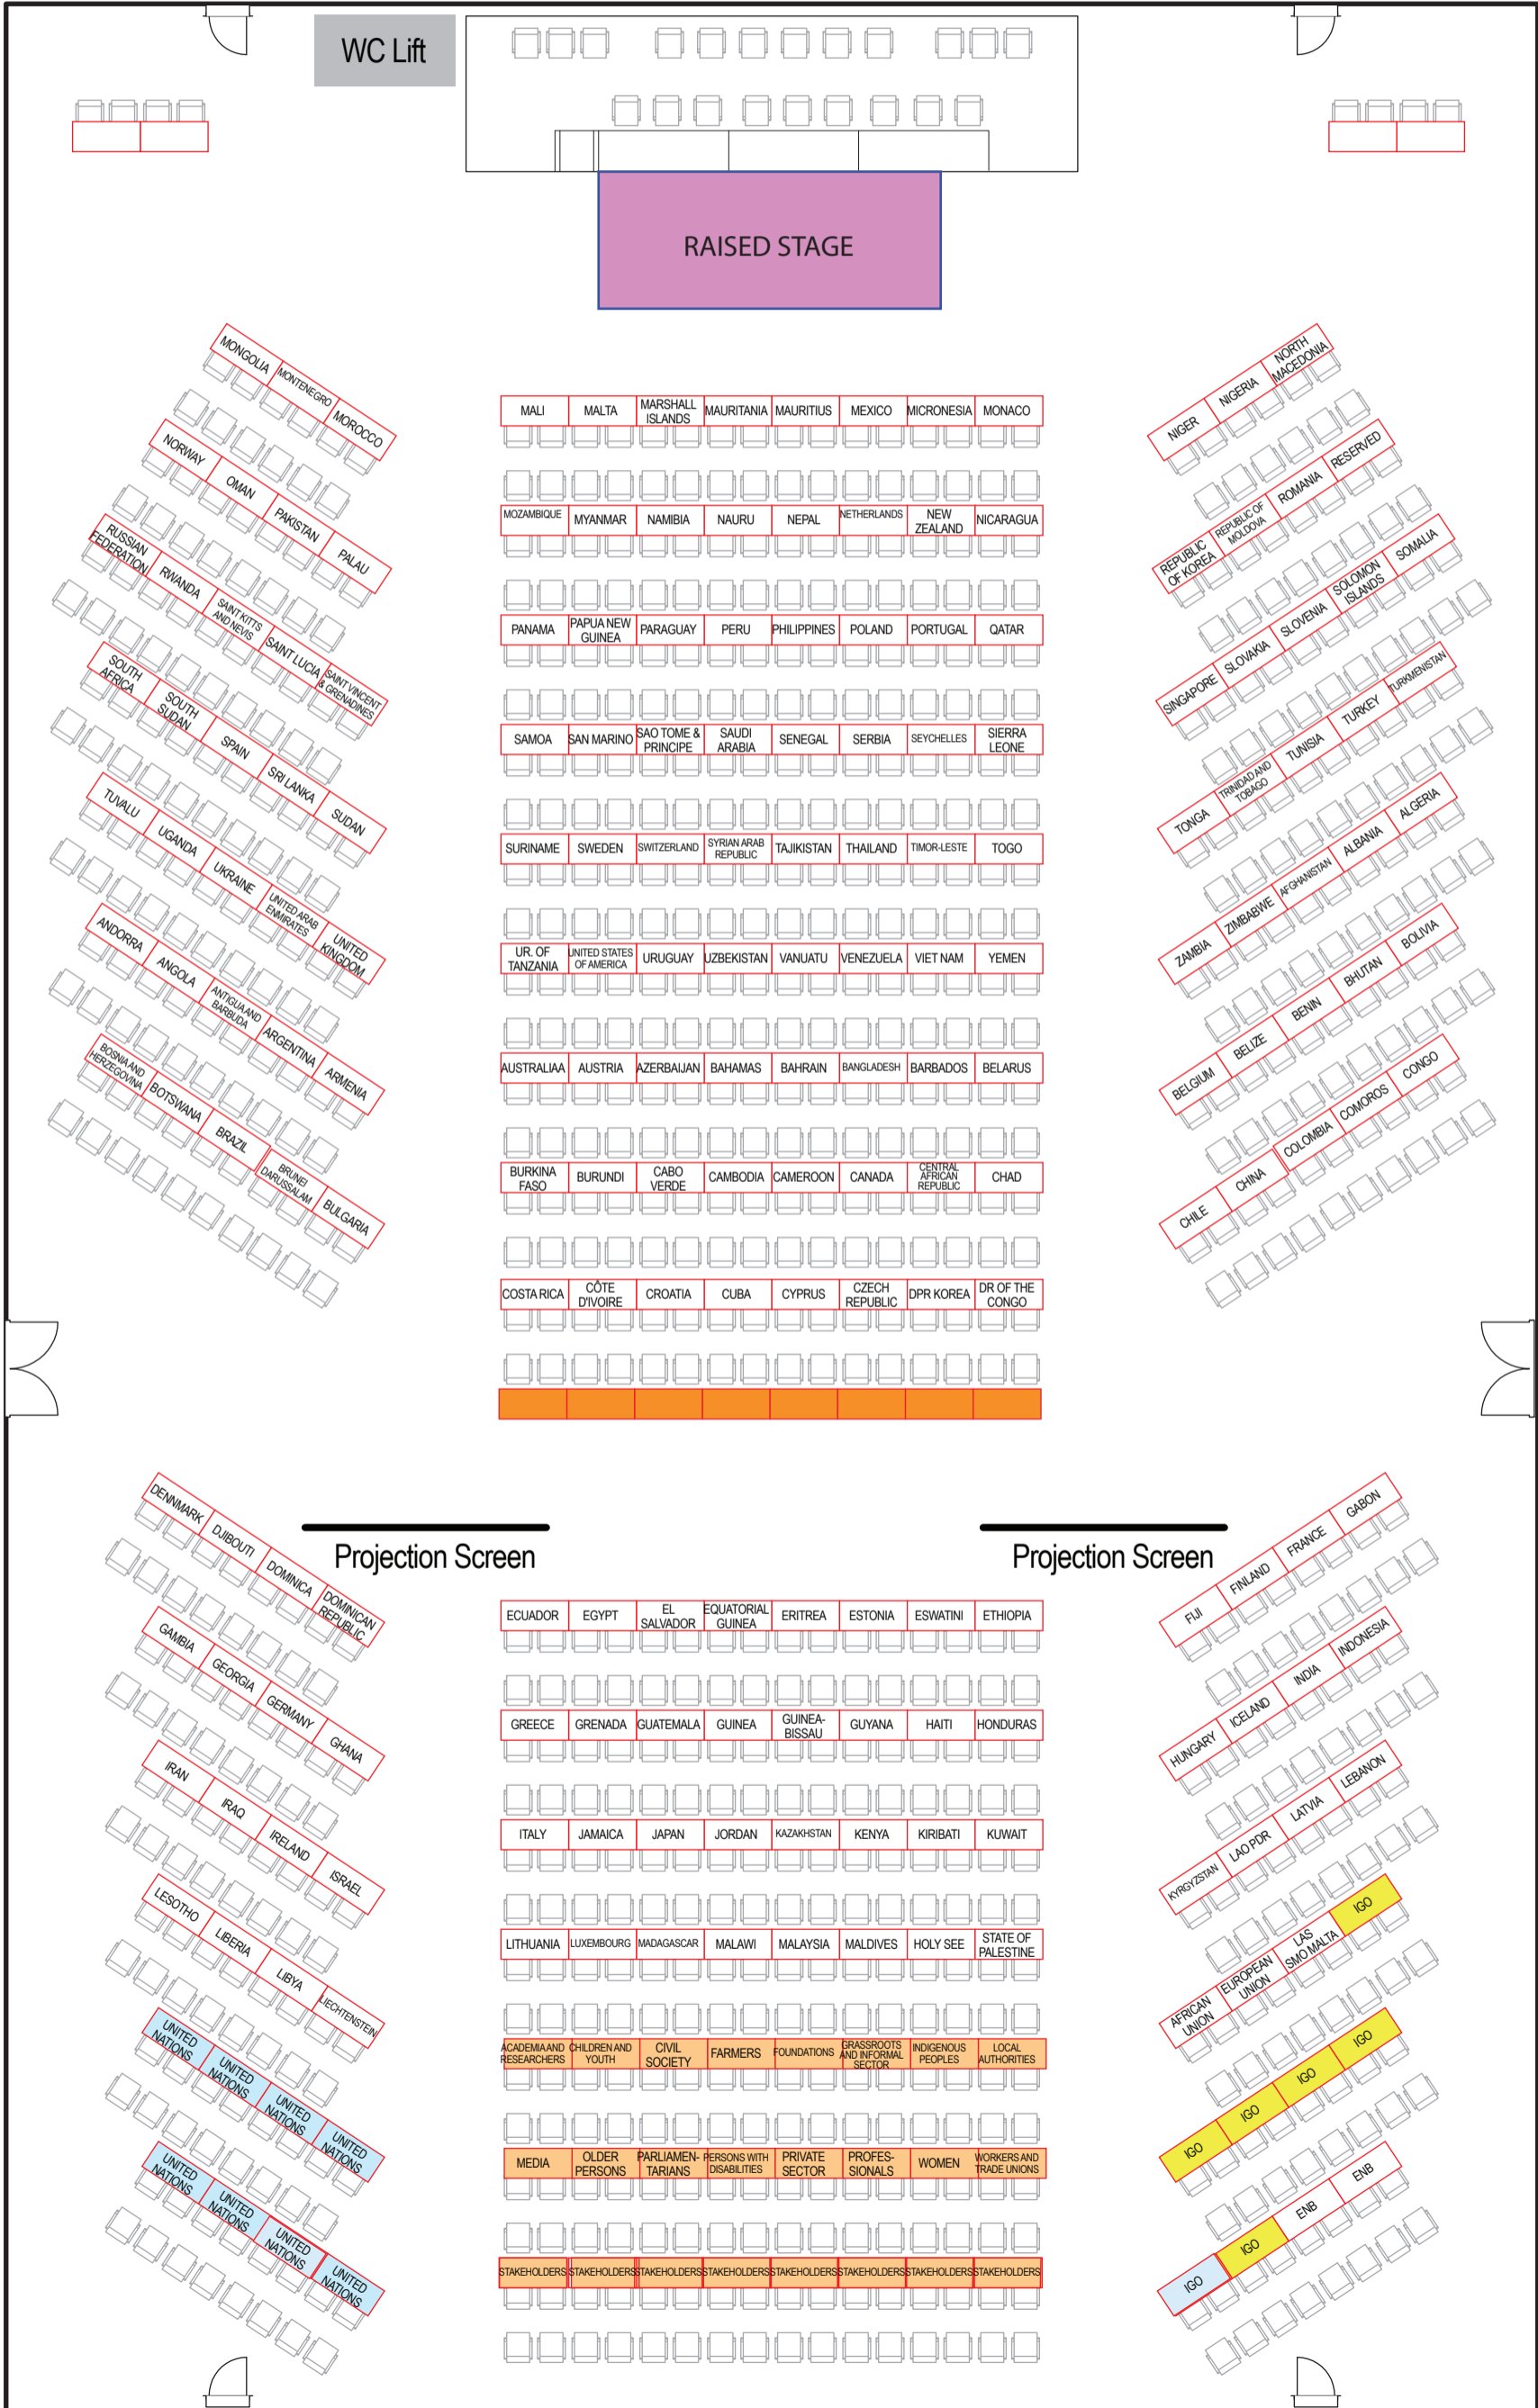 WC Lift
RAISED STAGE
MONGOLIA
MONTENEGRO
MOROCCO
MALI
MALTA
MARSHALL
ISLANDS
MAURITANIA
MAURITIUS
MEXICO
MICRONESIA
MONACO
NIGER
NIGERIA
NORTH
MACEDONIA
NORWAY
OMAN
PAKISTAN
PALAU
MOZAMBIQUE
MYANMAR
NAMIBIA
NAURU
NEPAL
NETHERLANDS
NEW
ZEALAND
NICARAGUA
REPUBLIC
OF KOREA
REPUBLIC OF
MOLDOVA
ROMANIA
RESERVED
RUSSIAN
FEDERATION
RWANDA
SAINT KITTS
AND NEVIS
SAINT LUCIA
SAINT VINCENT
& GRENADINES
PANAMA
PAPUA NEW
GUINEA
PARAGUAY
PERU
PHILIPPINES
POLAND
PORTUGAL
QATAR
SINGAPORE
SLOVAKIA
SLOVENIA
SOLOMON
ISLANDS
SOMALIA
SOUTH
AFRICA
SOUTH
SUDAN
SPAIN
SRI LANKA
SUDAN
SAMOA
SAN MARINO
SAO TOME &
PRINCIPE
SAUDI
ARABIA
SENEGAL
SERBIA
SEYCHELLES
SIERRA
LEONE
TONGA
TRINIDAD AND
TOBAGO
TUNISIA
TURKEY
TURKMENISTAN
TUVALU
UGANDA
UKRAINE
UNITED ARAB
ENMIRATES
UNITED
KINGDOM
SURINAME
SWEDEN
SWITZERLAND
SYRIAN ARAB
REPUBLIC
TAJIKISTAN
THAILAND
TIMOR-LESTE
TOGO
ZAMBIA
ZIMBABWE
AFGHANISTAN
ALBANIA
ALGERIA
ANDORRA
ANGOLA
ANTIGUA AND
BARBUDA
ARGENTINA
ARMENIA
UR. OF
TANZANIA
UNITED STATES
OF AMERICA
URUGUAY
UZBEKISTAN
VANUATU
VENEZUELA
VIET NAM
YEMEN
BELGIUM
BELIZE
BENIN
BHUTAN
BOLIVIA
BOSNIA AND
HERZEGOVINA
BOTSWANA
BRAZIL
BRUNEI
DARUSSALAM
BULGARIA
AUSTRALIAA
AUSTRIA
AZERBAIJAN
BAHAMAS
BAHRAIN
BANGLADESH
BARBADOS
BELARUS
CHILE
CHINA
COLOMBIA
COMOROS
CONGO
BURKINA
FASO
BURUNDI
CABO
VERDE
CAMBODIA
CAMEROON
CANADA
CENTRAL
AFRICAN
REPUBLIC
CHAD
COSTA RICA
CÔTE
D'IVOIRE
CROATIA
CUBA
CYPRUS
CZECH
REPUBLIC
DPR KOREA
DR OF THE
CONGO
Projection Screen
Projection Screen
DENNMARK
DJIBOUTI
DOMINICA
DOMINICAN
REPUBLIC
ECUADOR
EGYPT
EL
SALVADOR
EQUATORIAL
GUINEA
ERITREA
ESTONIA
ESWATINI
ETHIOPIA
FIJI
FINLAND
FRANCE
GABON
GAMBIA
GEORGIA
GERMANY
GHANA
GREECE
GRENADA
GUATEMALA
GUINEA
GUINEA-
BISSAU
GUYANA
HAITI
HONDURAS
HUNGARY
ICELAND
INDIA
INDONESIA
IRAN
IRAQ
IRELAND
ISRAEL
ITALY
JAMAICA
JAPAN
JORDAN
KAZAKHSTAN
KENYA
KIRIBATI
KUWAIT
KYRGYZSTAN
LAO PDR
LATVIA
LEBANON
LESOTHO
LIBERIA
LIBYA
LIECHTENSTEIN
LITHUANIA
LUXEMBOURG
MADAGASCAR
MALAWI
MALAYSIA
MALDIVES
HOLY SEE
STATE OF
PALESTINE
AFRICAN
UNION
EUROPEAN
UNION
LAS
SMO MALTA
IGO
UNITED
NATIONS
UNITED
NATIONS
UNITED
NATIONS
UNITED
NATIONS
ACADEMIA AND
RESEARCHERS
CHILDREN AND
YOUTH
CIVIL
SOCIETY
FARMERS
FOUNDATIONS
GRASSROOTS
AND INFORMAL
SECTOR
INDIGENOUS
PEOPLES
LOCAL
AUTHORITIES
IGO
IGO
IGO
IGO
UNITED
NATIONS
UNITED
NATIONS
UNITED
NATIONS
UNITED
NATIONS
MEDIA
OLDER
PERSONS
PARLIAMEN-
TARIANS
PERSONS WITH
DISABILITIES
PRIVATE
SECTOR
PROFES-
SIONALS
WOMEN
WORKERS AND
TRADE UNIONS
IGO
IGO
ENB
ENB
STAKEHOLDERS
STAKEHOLDERS
STAKEHOLDERS
STAKEHOLDERS
STAKEHOLDERS
STAKEHOLDERS
STAKEHOLDERS
STAKEHOLDERS